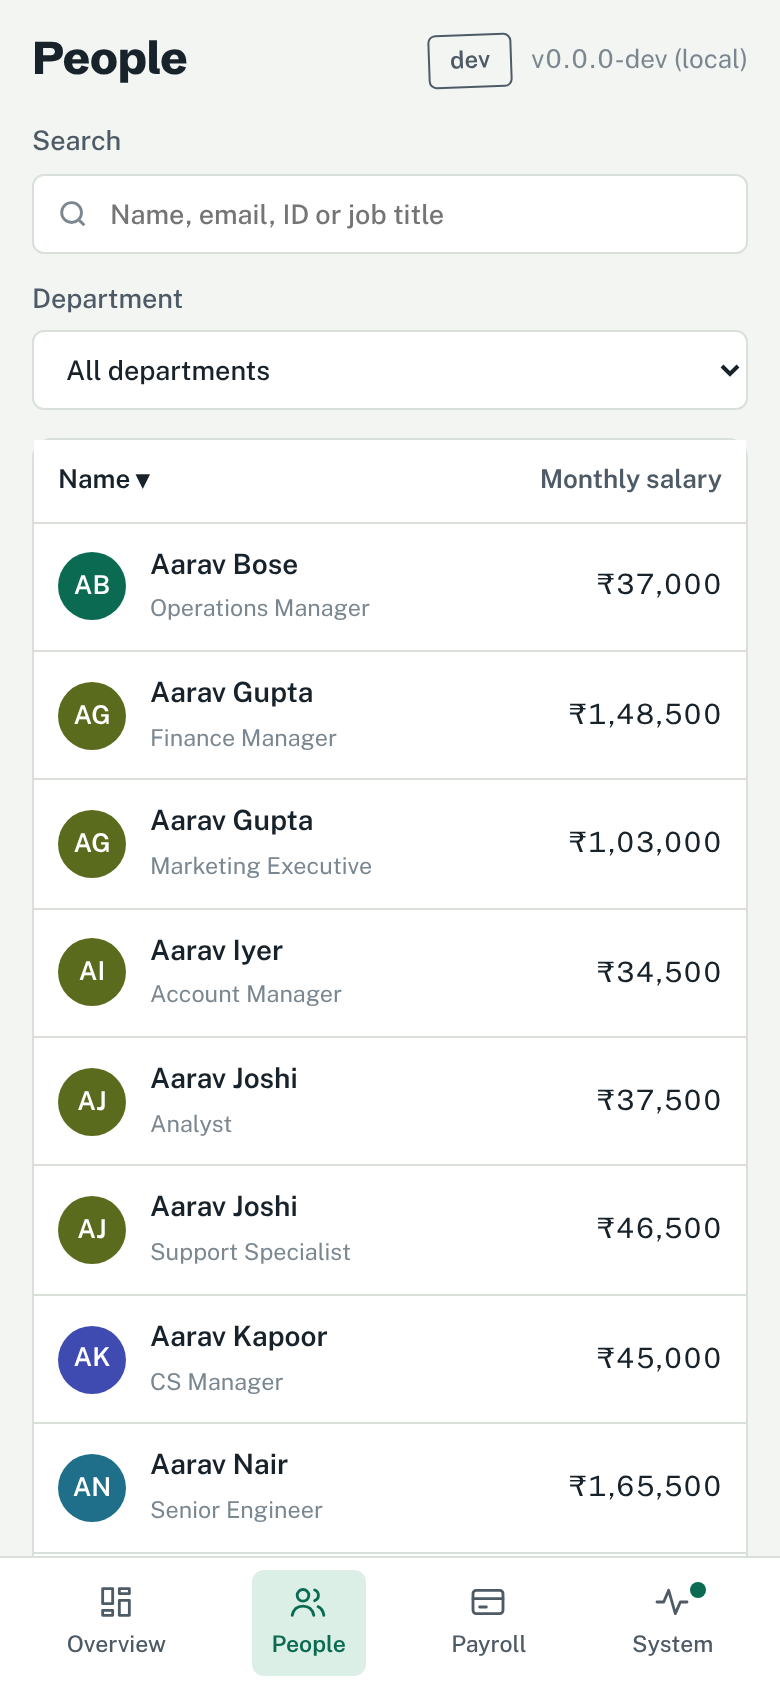 People
dev v0.0.0-dev (local)
Search
Name, email, ID or job title
Department
All departments
Name ▾ Monthly salary
AB Aarav Bose ₹37,000
Operations Manager
AG Aarav Gupta ₹1,48,500
Finance Manager
AG Aarav Gupta ₹1,03,000
Marketing Executive
AI Aarav Iyer ₹34,500
Account Manager
AJ Aarav Joshi ₹37,500
Analyst
AJ Aarav Joshi ₹46,500
Support Specialist
AK Aarav Kapoor ₹45,000
CS Manager
AN Aarav Nair ₹1,65,500
Senior Engineer
Overview People Payroll System